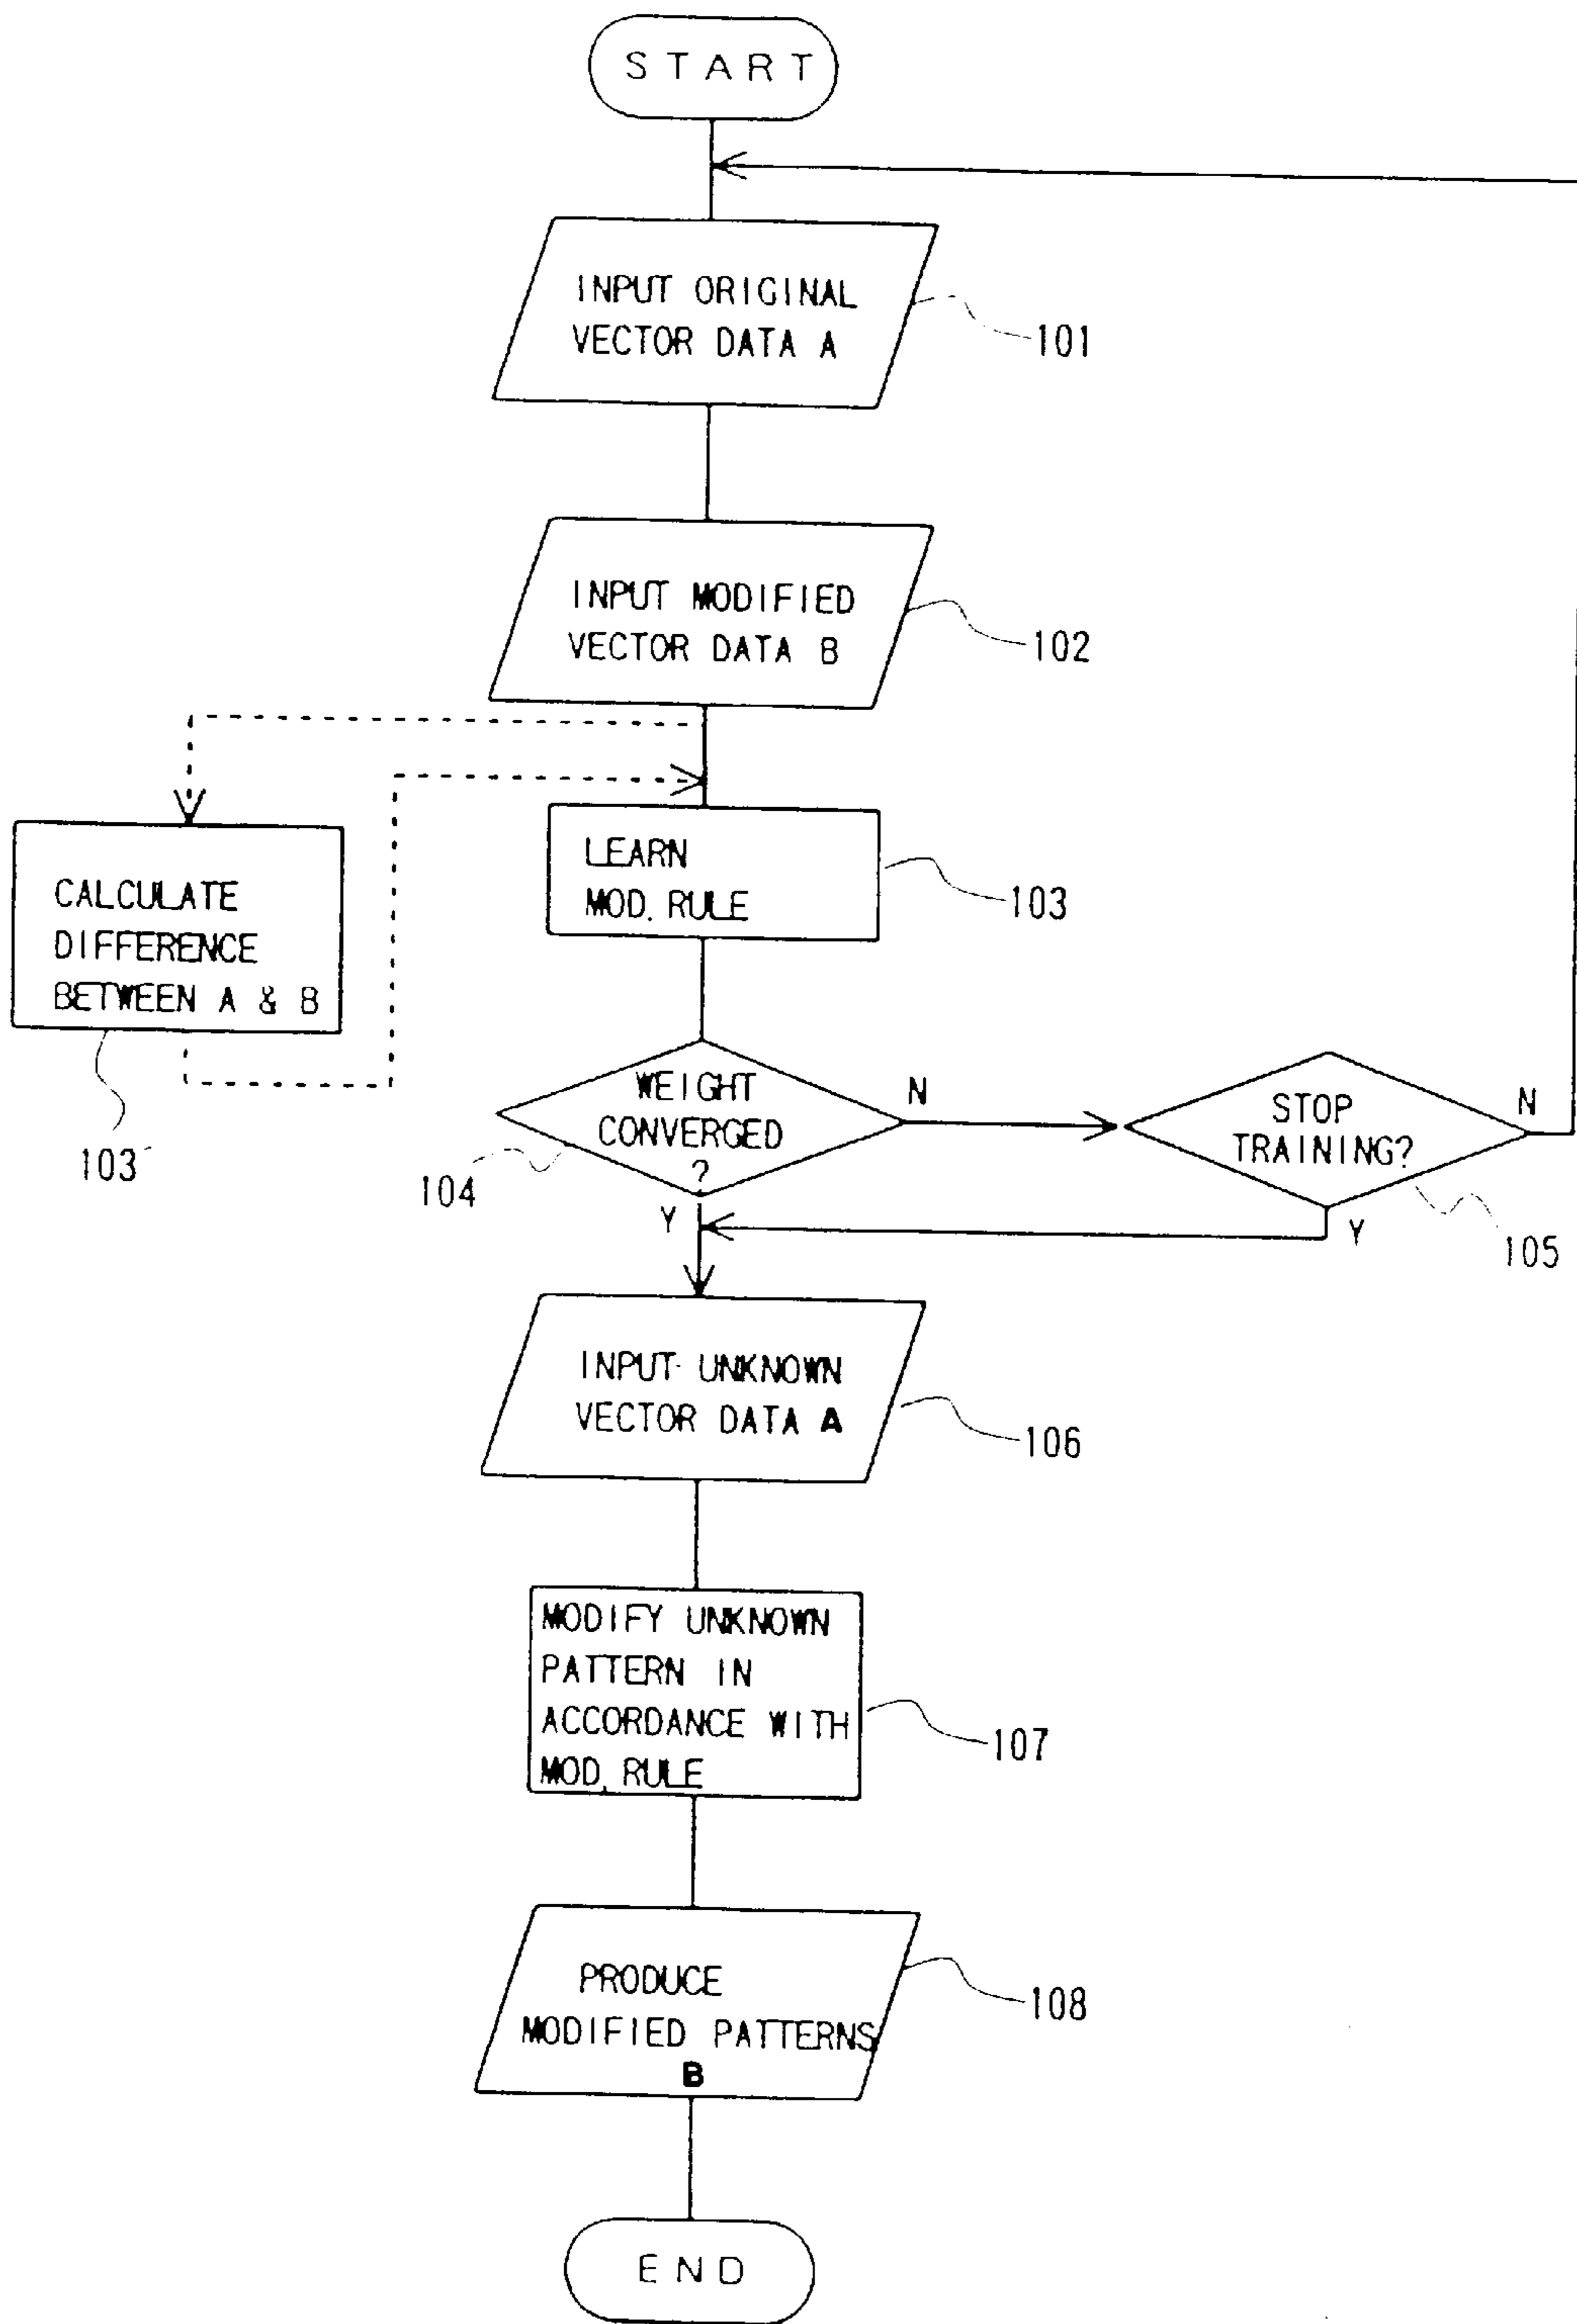 START
INPUT ORIGINAL
VECTOR DATA A
101
INPUT MODIFIED
VECTOR DATA B
102
LEARN
MOD. RULE
103
CALCULATE
DIFFERENCE
BETWEEN A & B
103'
WEIGHT
CONVERGED
?
104
N
Y
STOP
TRAINING?
N
Y
105
INPUT UNKNOWN
VECTOR DATA A
106
MODIFY UNKNOWN
PATTERN IN
ACCORDANCE WITH
MOD. RULE
107
PRODUCE
MODIFIED PATTERNS
B
108
END